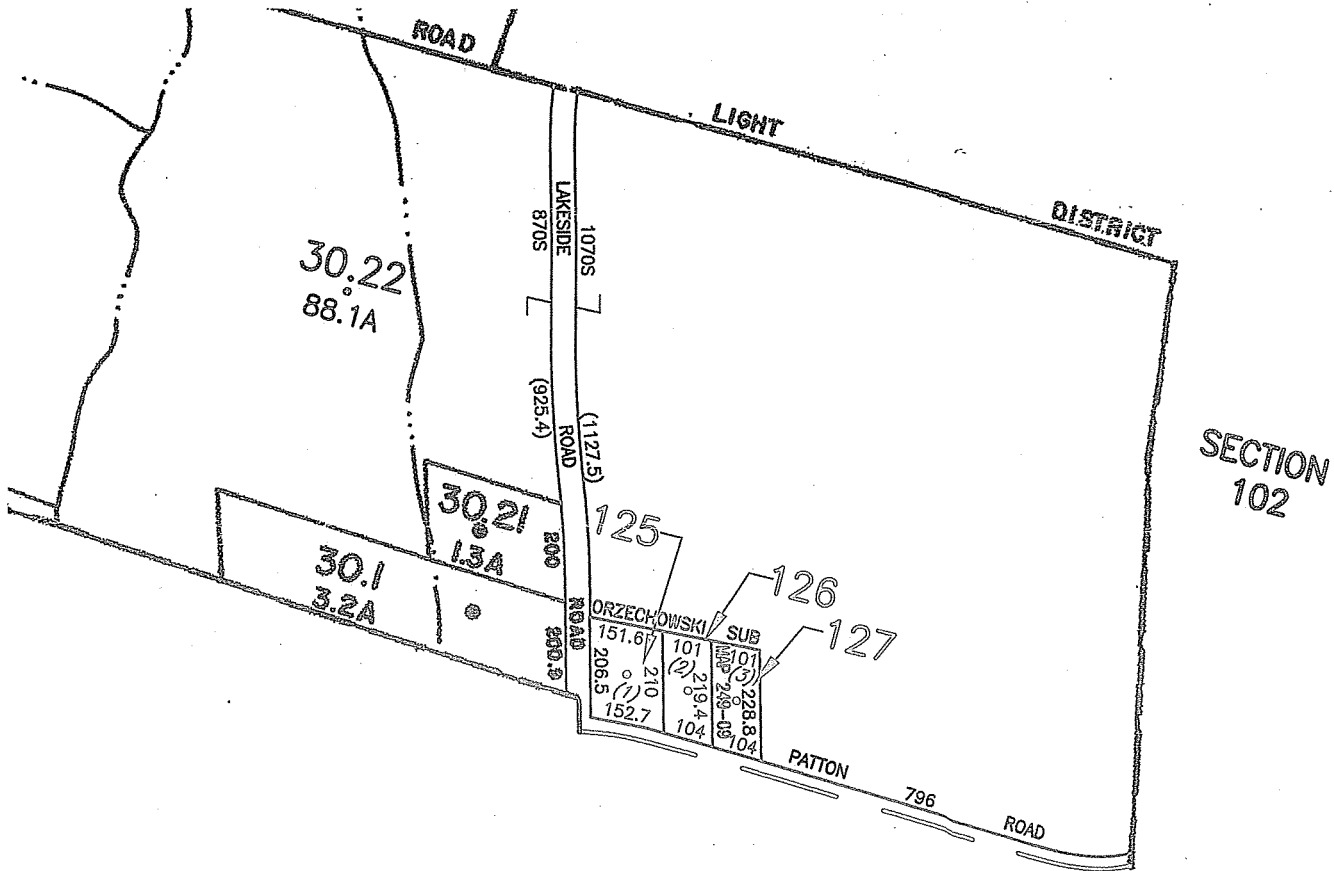 ROAD
LIGHT
DISTRICT
LAKESIDE
870S
1070S
30.22
88.1A
(925.4)
ROAD
(1127.5)
SECTION
102
30.21
1.3A
200
125
30.1
3.2A
ROAD
200.9
126
127
ORZECHOWSKI SUB
MAP 249-09
151.6
206.5
(1)
210
152.7
101
(2)
219.4
104
101
(3)
228.8
104
PATTON
796
ROAD